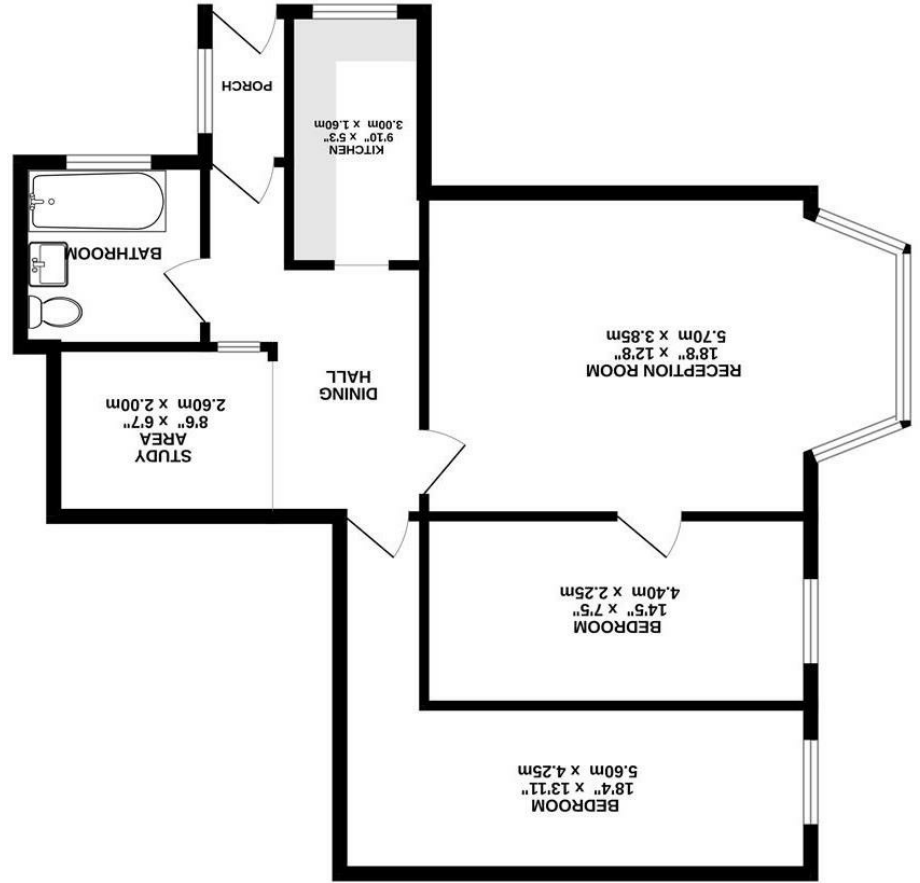 BEDROOM
18'4" x 13'11"
5.60m x 4.25m
BEDROOM
14'5" x 7'5"
4.40m x 2.25m
STUDY
AREA
8'6" x 6'7"
2.60m x 2.00m
DINING
HALL
RECEPTION ROOM
18'8" x 12'8"
5.70m x 3.85m
BATHROOM
KITCHEN
9'10" x 5'3"
3.00m x 1.60m
PORCH